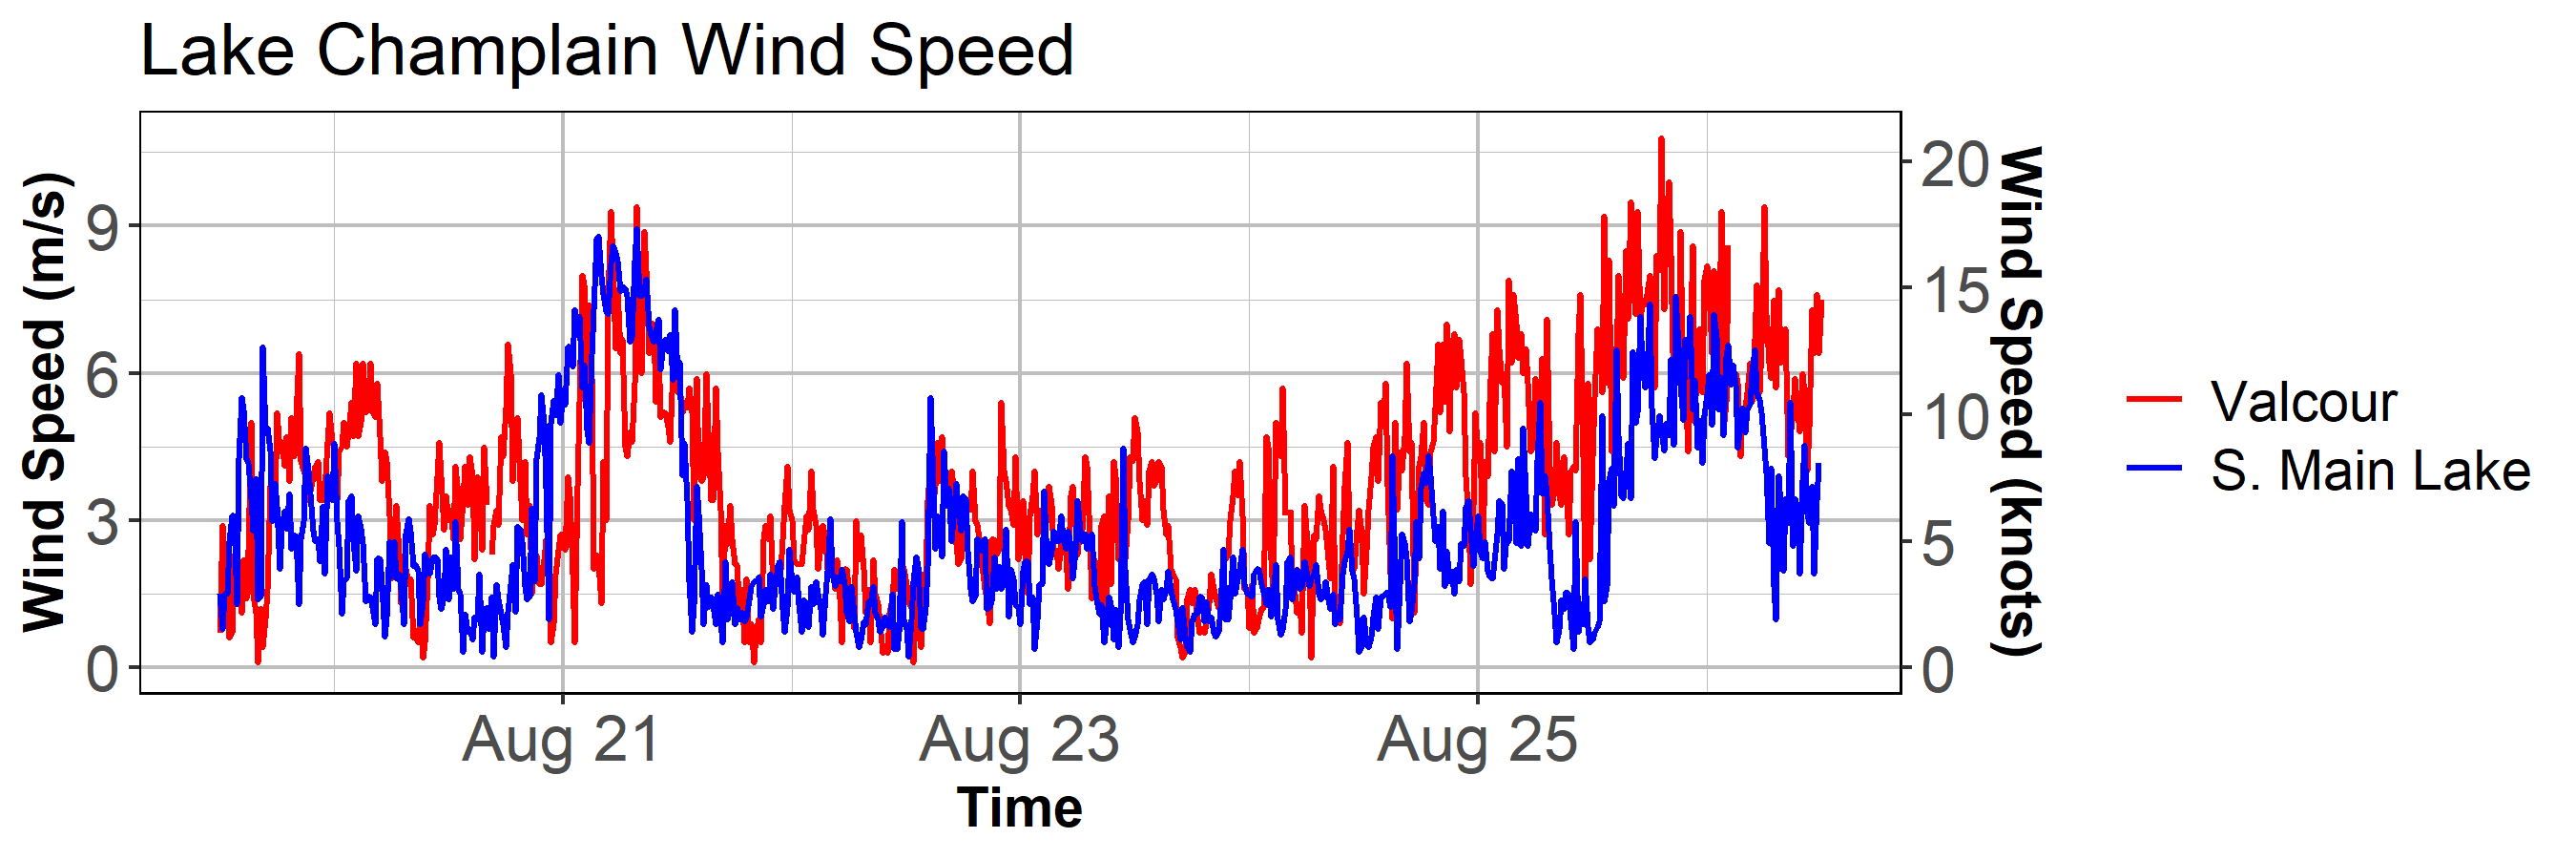 Lake Champlain Wind Speed
Wind Speed (m/s)
9
6
3
0
20
15
10
5
0
Wind Speed (knots)
Aug 21
Aug 23
Aug 25
Time
Valcour
S. Main Lake